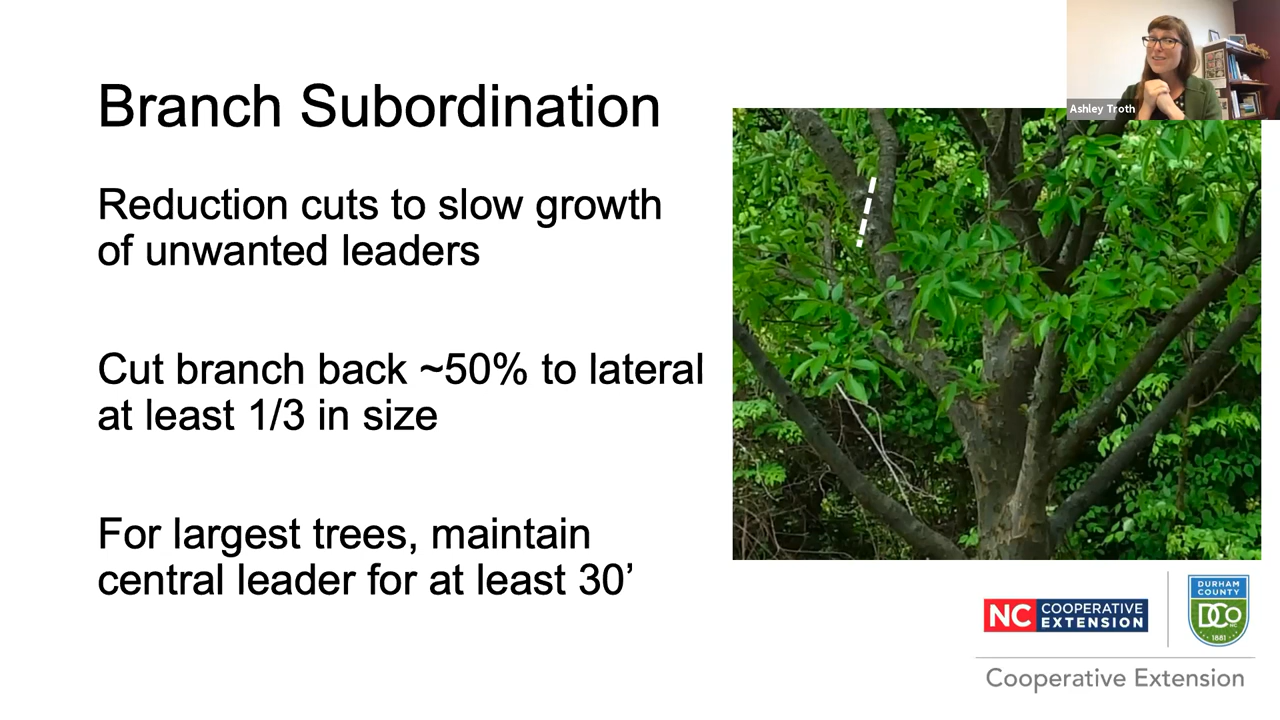 Ashley Troth
Branch Subordination
Reduction cuts to slow growth
of unwanted leaders
Cut branch back ~50% to lateral
at least 1/3 in size
For largest trees, maintain
central leader for at least 30’
NC COOPERATIVE
EXTENSION
DURHAM
COUNTY
DCo
NC
1881
Cooperative Extension